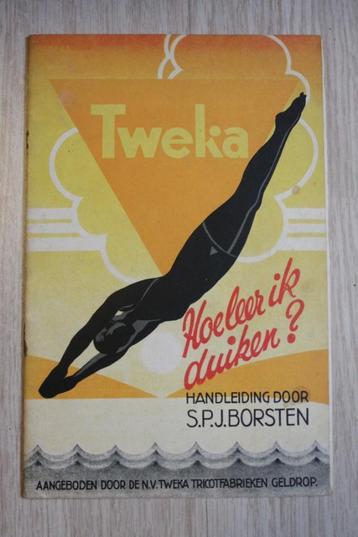 Tweka
Hoe leer ik
duiken?
HANDLEIDING DOOR
S.P.J. BORSTEN
AANGEBODEN DOOR DE N.V. TWEKA TRICOTFABRIEKEN GELDROP.